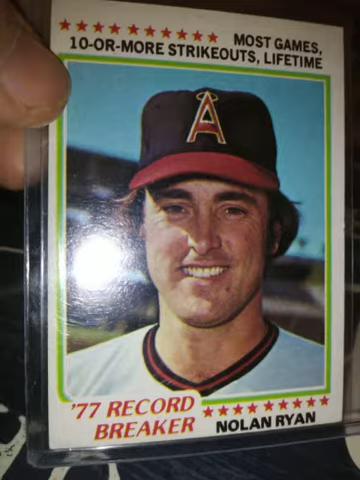 MOST GAMES,
10-OR-MORE STRIKEOUTS, LIFETIME
A
'77 RECORD
BREAKER
NOLAN RYAN